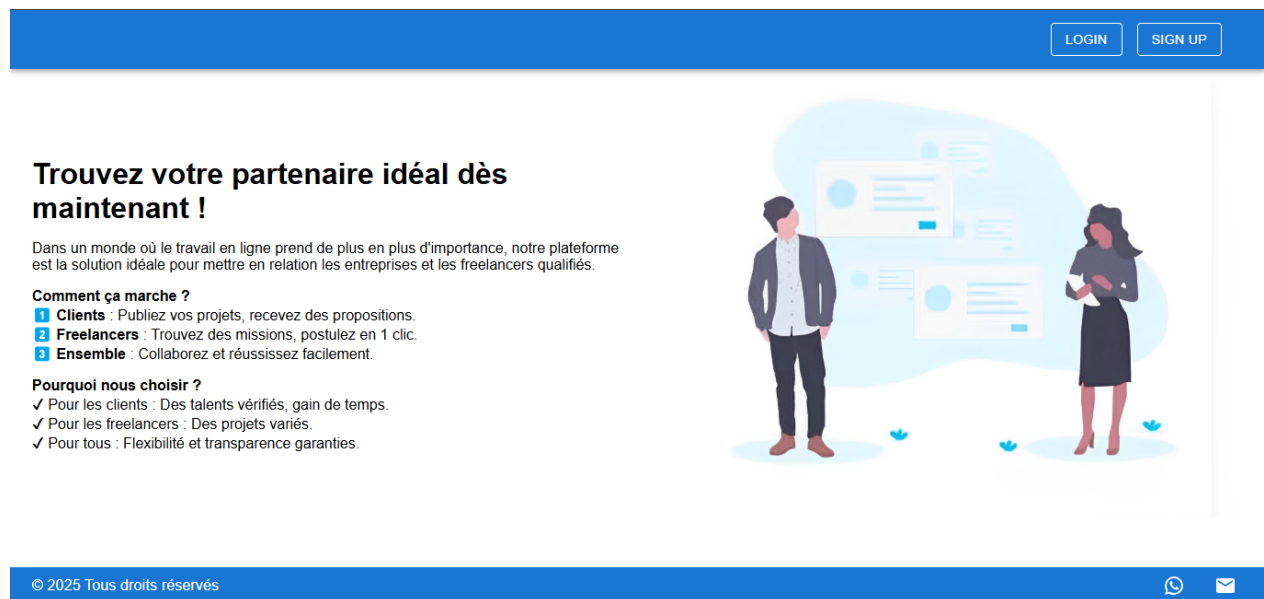 LOGIN
SIGN UP
Trouvez votre partenaire idéal dès
maintenant !
Dans un monde où le travail en ligne prend de plus en plus d'importance, notre plateforme
est la solution idéale pour mettre en relation les entreprises et les freelancers qualifiés.
Comment ça marche ?
1️⃣ Clients : Publiez vos projets, recevez des propositions.
2️⃣ Freelancers : Trouvez des missions, postulez en 1 clic.
3️⃣ Ensemble : Collaborez et réussissez facilement.
Pourquoi nous choisir ?
✔ Pour les clients : Des talents vérifiés, gain de temps.
✔ Pour les freelancers : Des projets variés.
✔ Pour tous : Flexibilité et transparence garanties.
© 2025 Tous droits réservés